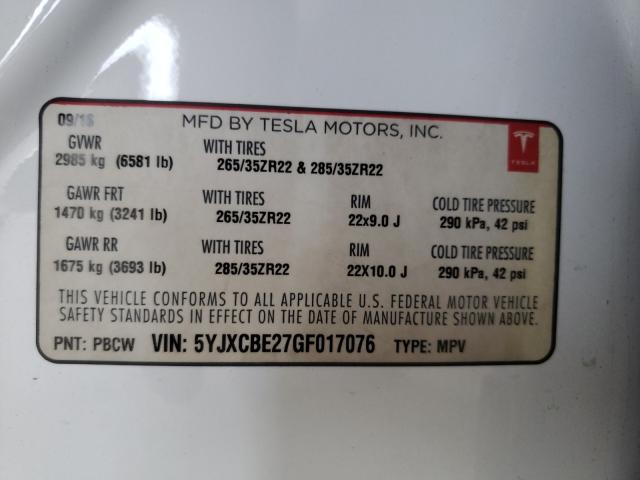 09/16 MFD BY TESLA MOTORS, INC.
GVWR WITH TIRES
2985 kg (6581 lb) 265/35ZR22 & 285/35ZR22
TESLA
GAWR FRT WITH TIRES RIM COLD TIRE PRESSURE
1470 kg (3241 lb) 265/35ZR22 22x9.0 J 290 kPa, 42 psi
GAWR RR WITH TIRES RIM COLD TIRE PRESSURE
1675 kg (3693 lb) 285/35ZR22 22X10.0 J 290 kPa, 42 psi
THIS VEHICLE CONFORMS TO ALL APPLICABLE U.S. FEDERAL MOTOR VEHICLE
SAFETY STANDARDS IN EFFECT ON THE DATE OF MANUFACTURE SHOWN ABOVE.
PNT: PBCW VIN: 5YJXCBE27GF017076 TYPE: MPV